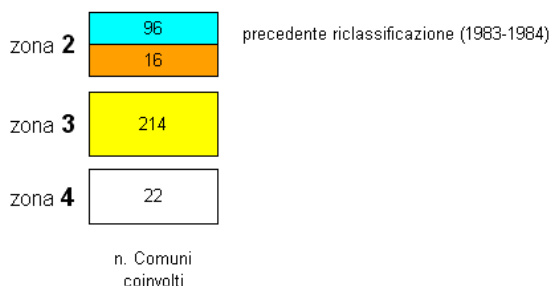 zona 2
96
precedente riclassificazione (1983-1984)
16
zona 3
214
zona 4
22
n. Comuni
coinvolti